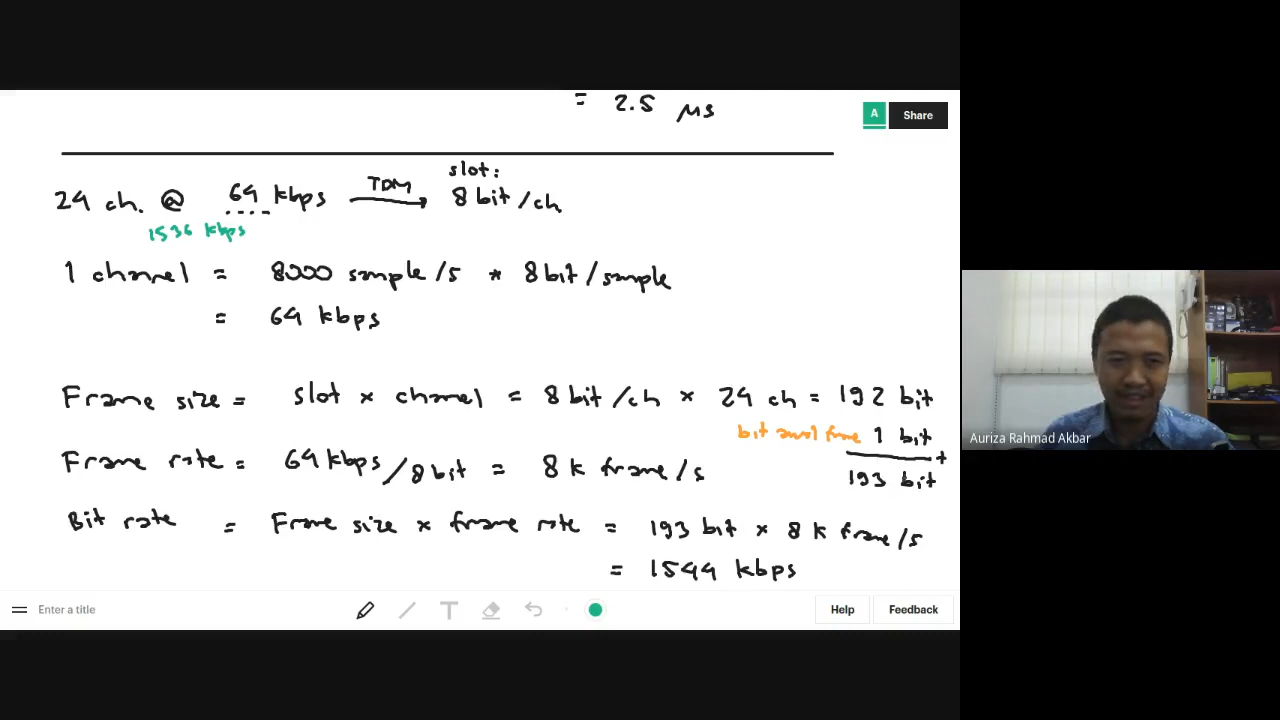 = 2.5 μs
A Share
slot:
24 ch. @ 64 kbps TDM 8 bit/ch.
1536 kbps
1 channel = 8000 sample/s * 8 bit/sample
= 64 kbps
Frame size = slot x channel = 8 bit/ch x 24 ch = 192 bit
bit awal frame 1 bit +
Frame rate = 64 kbps/8 bit = 8 k frame/s
193 bit
Bit rate = Frame size x frame rate = 193 bit x 8 k frame/s
= 1544 kbps
Auriza Rahmad Akbar
Enter a title T Help Feedback